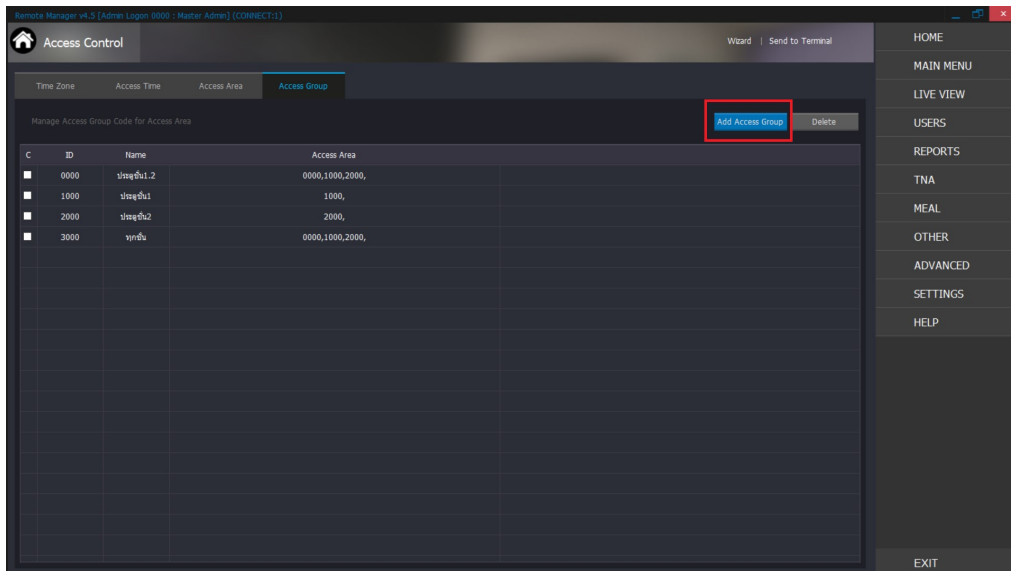 Remote Manager v4.5 [Admin Logon 0000 : Master Admin] (CONNECT:1)
Access Control
Wizard | Send to Terminal
HOME
MAIN MENU
LIVE VIEW
USERS
REPORTS
TNA
MEAL
OTHER
ADVANCED
SETTINGS
HELP
EXIT
Time Zone Access Time Access Area Access Group
Manage Access Group Code for Access Area
Add Access Group Delete
C ID Name Access Area
0000 ประตูชั้น1.2 0000,1000,2000,
1000 ประตูชั้น1 1000,
2000 ประตูชั้น2 2000,
3000 ทุกชั้น 0000,1000,2000,